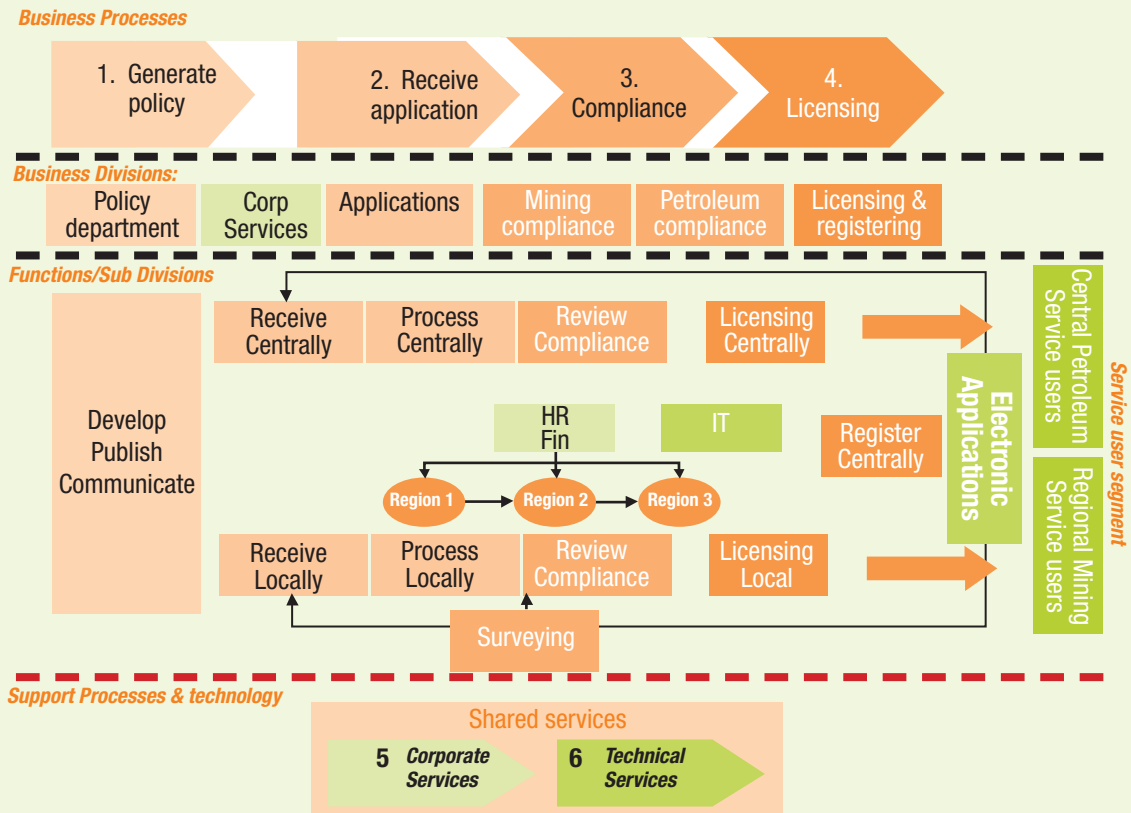 Business Processes
1. Generate
policy
2. Receive
application
3.
Compliance
4.
Licensing
Business Divisions:
Policy
department
Corp
Services
Applications
Mining
compliance
Petroleum
compliance
Licensing &
registering
Functions/Sub Divisions
Develop
Publish
Communicate
Receive
Centrally
Process
Centrally
Review
Compliance
Licensing
Centrally
HR
Fin
IT
Register
Centrally
Region 1
Region 2
Region 3
Receive
Locally
Process
Locally
Review
Compliance
Licensing
Local
Surveying
Electronic
Applications
Central Petroleum
Service users
Regional Mining
Service users
Service user segment
Support Processes & technology
Shared services
5 Corporate
Services
6 Technical
Services